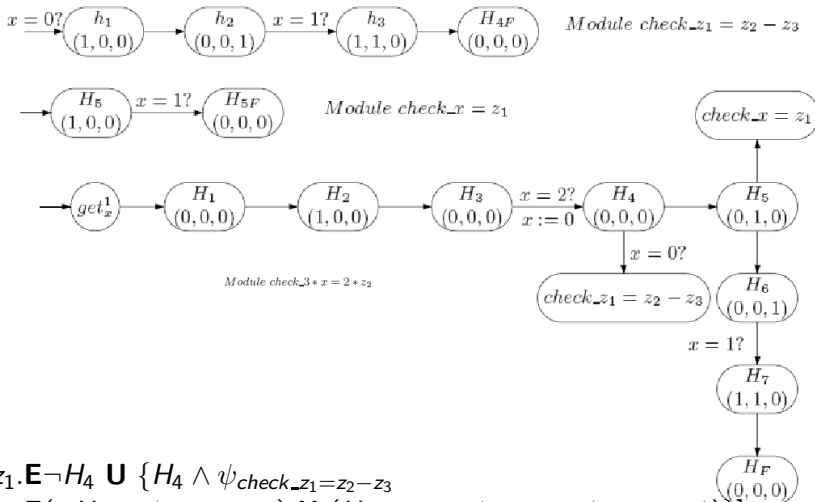 x = 0?
h₁
(1, 0, 0)
h₂
(0, 0, 1)
x = 1?
h₃
(1, 1, 0)
H₄F
(0, 0, 0)
Module check_z₁ = z₂ − z₃
H₅
(1, 0, 0)
x = 1?
H₅F
(0, 0, 0)
Module check_x = z₁
check_x = z₁
get¹ₓ
H₁
(0, 0, 0)
H₂
(1, 0, 0)
H₃
(0, 0, 0)
x = 2?
x := 0
H₄
(0, 0, 0)
H₅
(0, 1, 0)
x = 0?
Module check_3 * x = 2 * z₂
check_z₁ = z₂ − z₃
H₆
(0, 0, 1)
x = 1?
H₇
(1, 1, 0)
H_F
(0, 0, 0)
z₁.E¬H₄ U {H₄ ∧ ψcheck_z₁=z₂−z₃